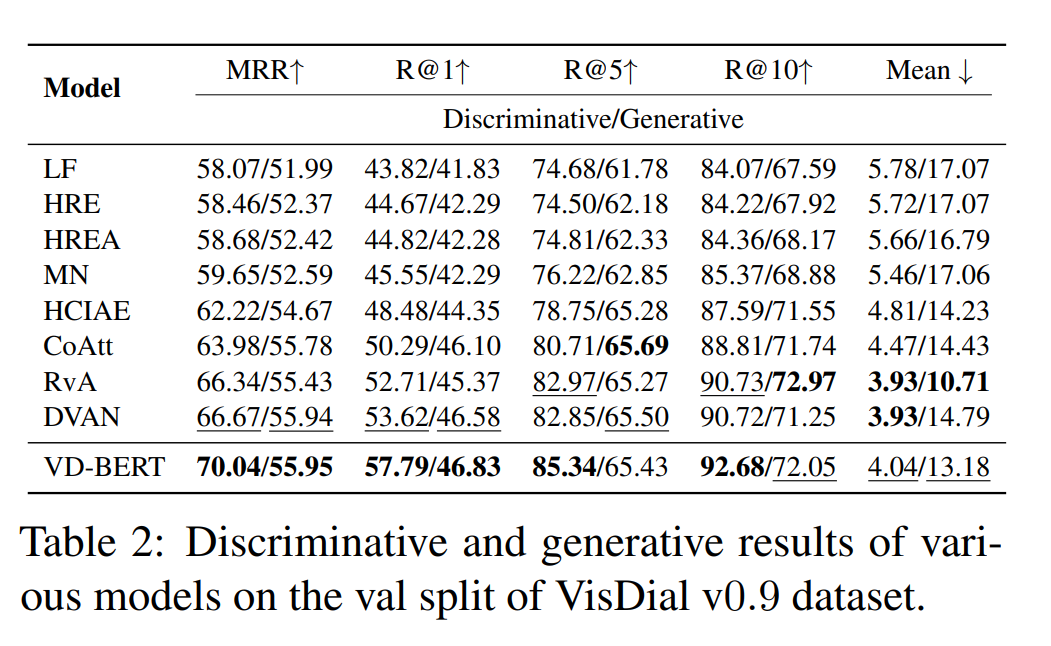 Model MRR↑ R@1↑ R@5↑ R@10↑ Mean ↓
Discriminative/Generative
LF 58.07/51.99 43.82/41.83 74.68/61.78 84.07/67.59 5.78/17.07
HRE 58.46/52.37 44.67/42.29 74.50/62.18 84.22/67.92 5.72/17.07
HREA 58.68/52.42 44.82/42.28 74.81/62.33 84.36/68.17 5.66/16.79
MN 59.65/52.59 45.55/42.29 76.22/62.85 85.37/68.88 5.46/17.06
HCIAE 62.22/54.67 48.48/44.35 78.75/65.28 87.59/71.55 4.81/14.23
CoAtt 63.98/55.78 50.29/46.10 80.71/65.69 88.81/71.74 4.47/14.43
RvA 66.34/55.43 52.71/45.37 82.97/65.27 90.73/72.97 3.93/10.71
DVAN 66.67/55.94 53.62/46.58 82.85/65.50 90.72/71.25 3.93/14.79
VD-BERT 70.04/55.95 57.79/46.83 85.34/65.43 92.68/72.05 4.04/13.18
Table 2: Discriminative and generative results of vari-
ous models on the val split of VisDial v0.9 dataset.